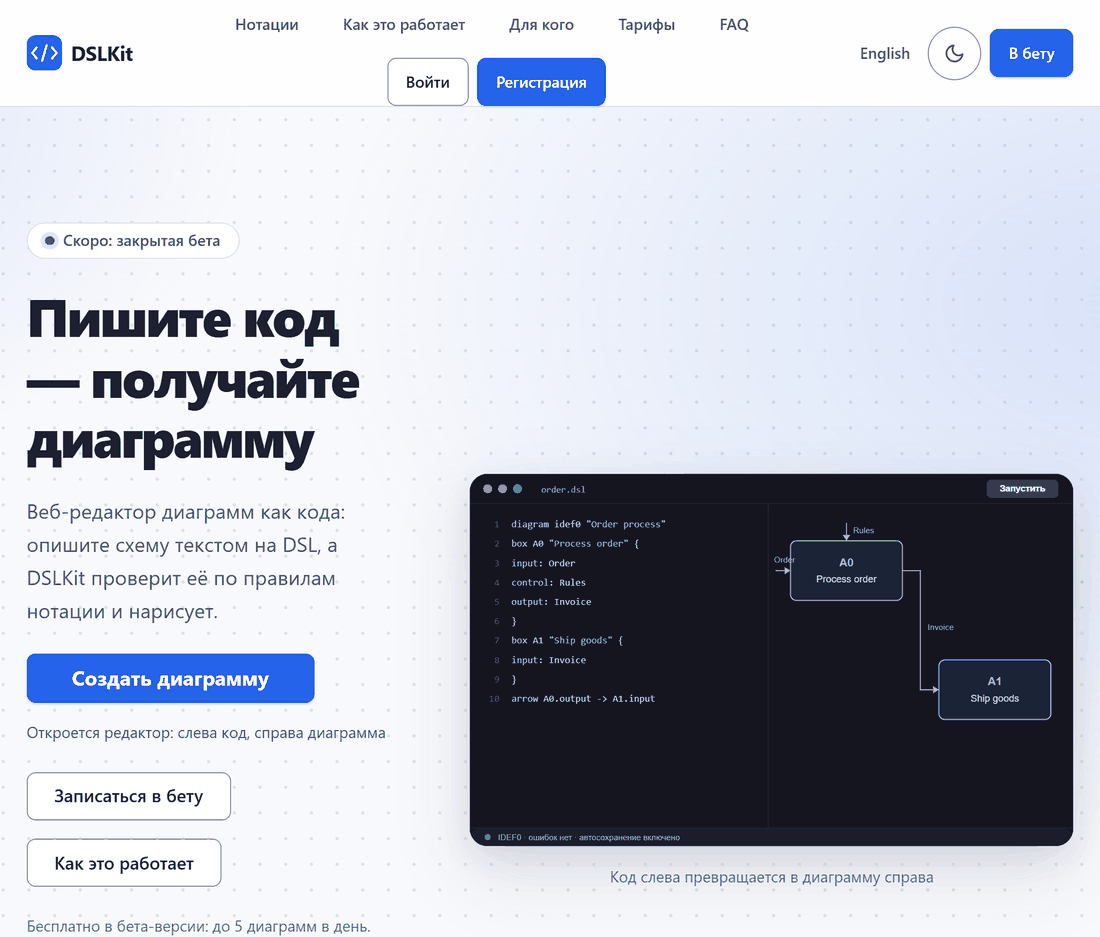 DSLKit
Нотации
Как это работает
Для кого
Тарифы
FAQ
Войти
Регистрация
English
В бету
Скоро: закрытая бета
Пишите код
— получайте
диаграмму
Веб-редактор диаграмм как кода:
опишите схему текстом на DSL, а
DSLKit проверит её по правилам
нотации и нарисует.
Создать диаграмму
Откроется редактор: слева код, справа диаграмма
Записаться в бету
Как это работает
Бесплатно в бета-версии: до 5 диаграмм в день.
order.dsl
Запустить
1 diagram idef0 "Order process"
2 box A0 "Process order" {
3 input: Order
4 control: Rules
5 output: Invoice
6 }
7 box A1 "Ship goods" {
8 input: Invoice
9 }
10 arrow A0.output -> A1.input
Rules
Order
A0
Process order
Invoice
A1
Ship goods
IDEF0 · ошибок нет · автосохранение включено
Код слева превращается в диаграмму справа